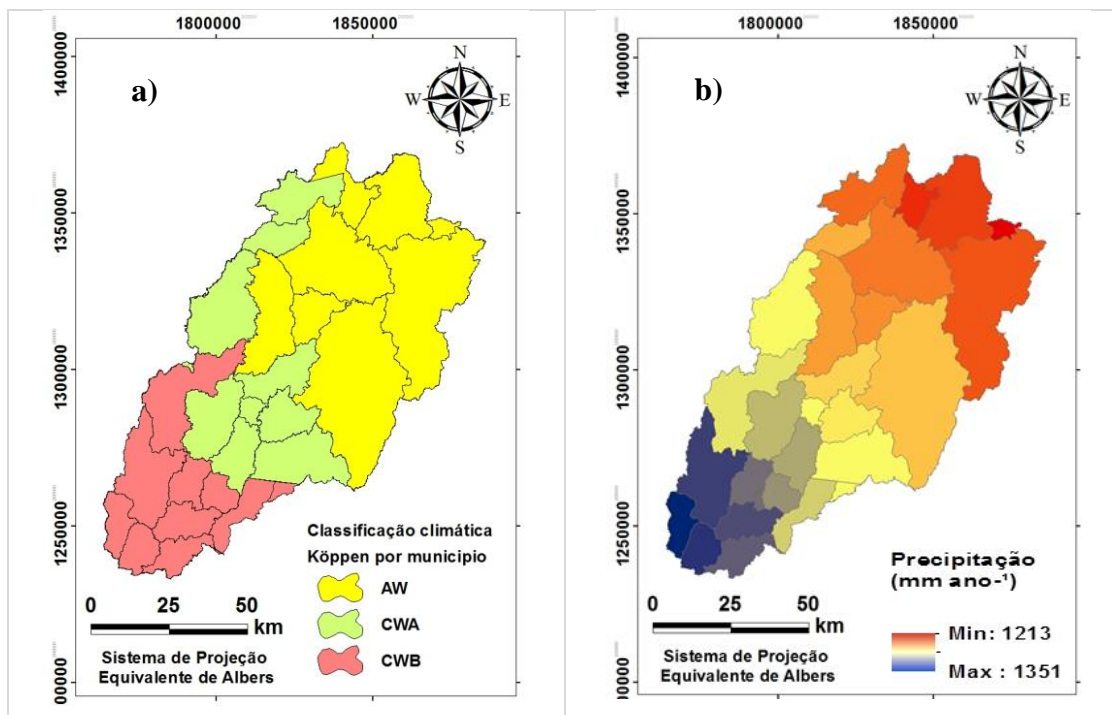 1800000 1850000
a)
N
W E
S
1400000
1350000
1300000
1250000
00000
Classificação climática
Köppen por municipio
AW
CWA
CWB
0 25 50
km
Sistema de Projeção
Equivalente de Albers
1800000 1850000
b)
N
W E
S
1400000
1350000
1300000
1250000
0000
Precipitação
(mm ano-¹)
Min: 1213
Max : 1351
0 25 50
km
Sistema de Projeção
Equivalente de Albers